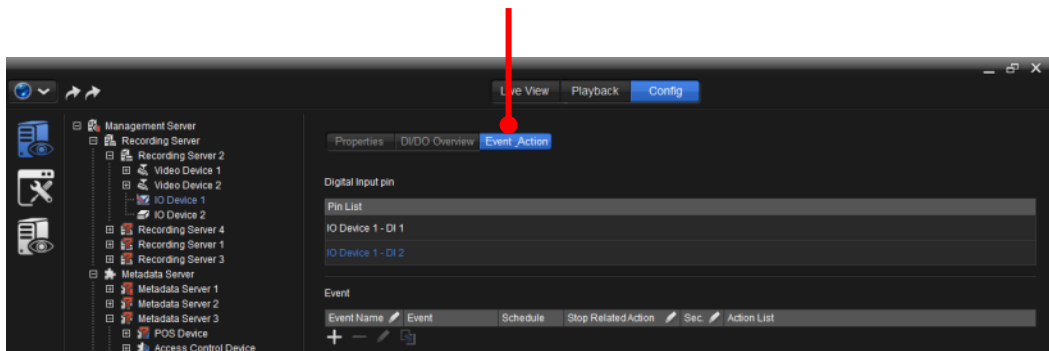 Live View Playback Config
Management Server
Recording Server
Recording Server 2
Video Device 1
Video Device 2
IO Device 1
IO Device 2
Recording Server 4
Recording Server 1
Recording Server 3
Metadata Server
Metadata Server 1
Metadata Server 2
Metadata Server 3
POS Device
Access Control Device
Properties DI/DO Overview Event_Action
Digital Input pin
Pin List
IO Device 1 - DI 1
IO Device 1 - DI 2
Event
Event Name Event Schedule Stop Related Action Sec. Action List